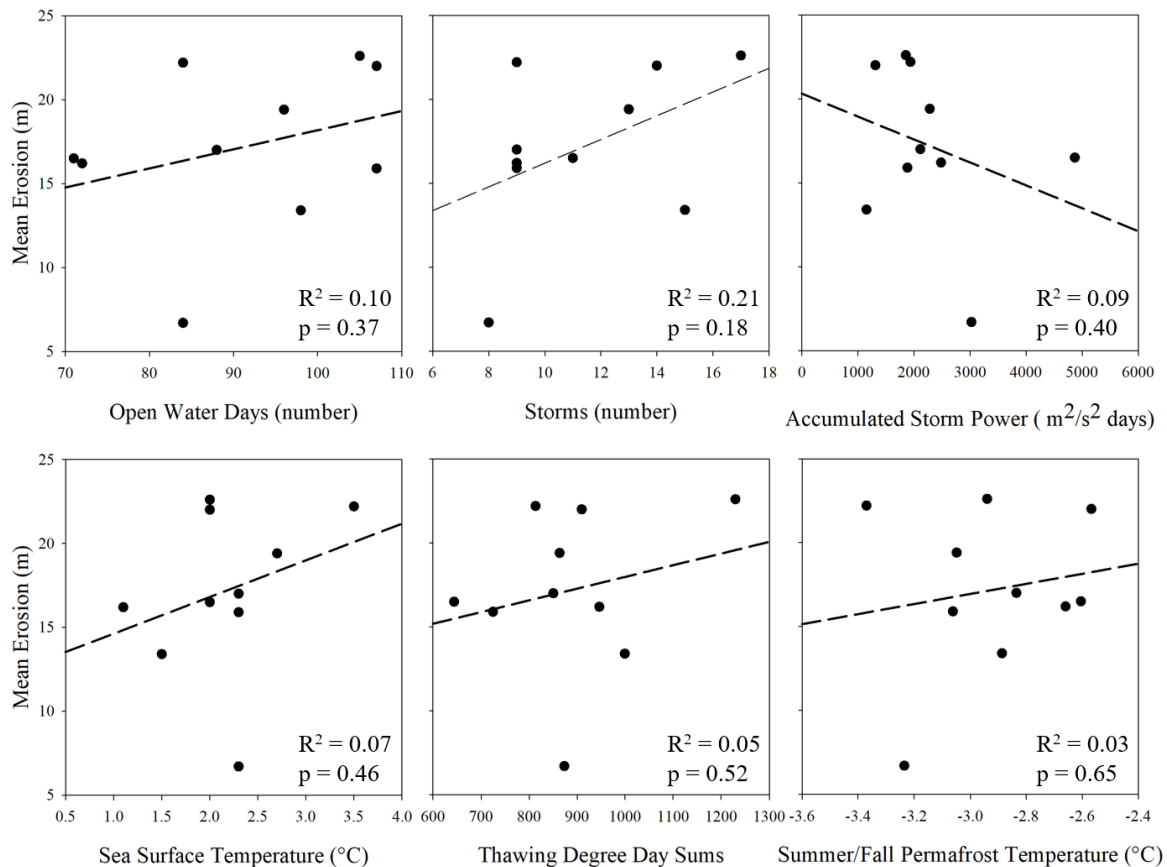 Mean Erosion (m)
25
20
15
10
5
R² = 0.10
p = 0.37
70 80 90 100 110
Open Water Days (number)
R² = 0.21
p = 0.18
6 8 10 12 14 16 18
Storms (number)
R² = 0.09
p = 0.40
0 1000 2000 3000 4000 5000 6000
Accumulated Storm Power ( m²/s² days)
Mean Erosion (m)
25
20
15
10
5
R² = 0.07
p = 0.46
0.5 1.0 1.5 2.0 2.5 3.0 3.5 4.0
Sea Surface Temperature (°C)
R² = 0.05
p = 0.52
600 700 800 900 1000 1100 1200 1300
Thawing Degree Day Sums
R² = 0.03
p = 0.65
-3.6 -3.4 -3.2 -3.0 -2.8 -2.6 -2.4
Summer/Fall Permafrost Temperature (°C)